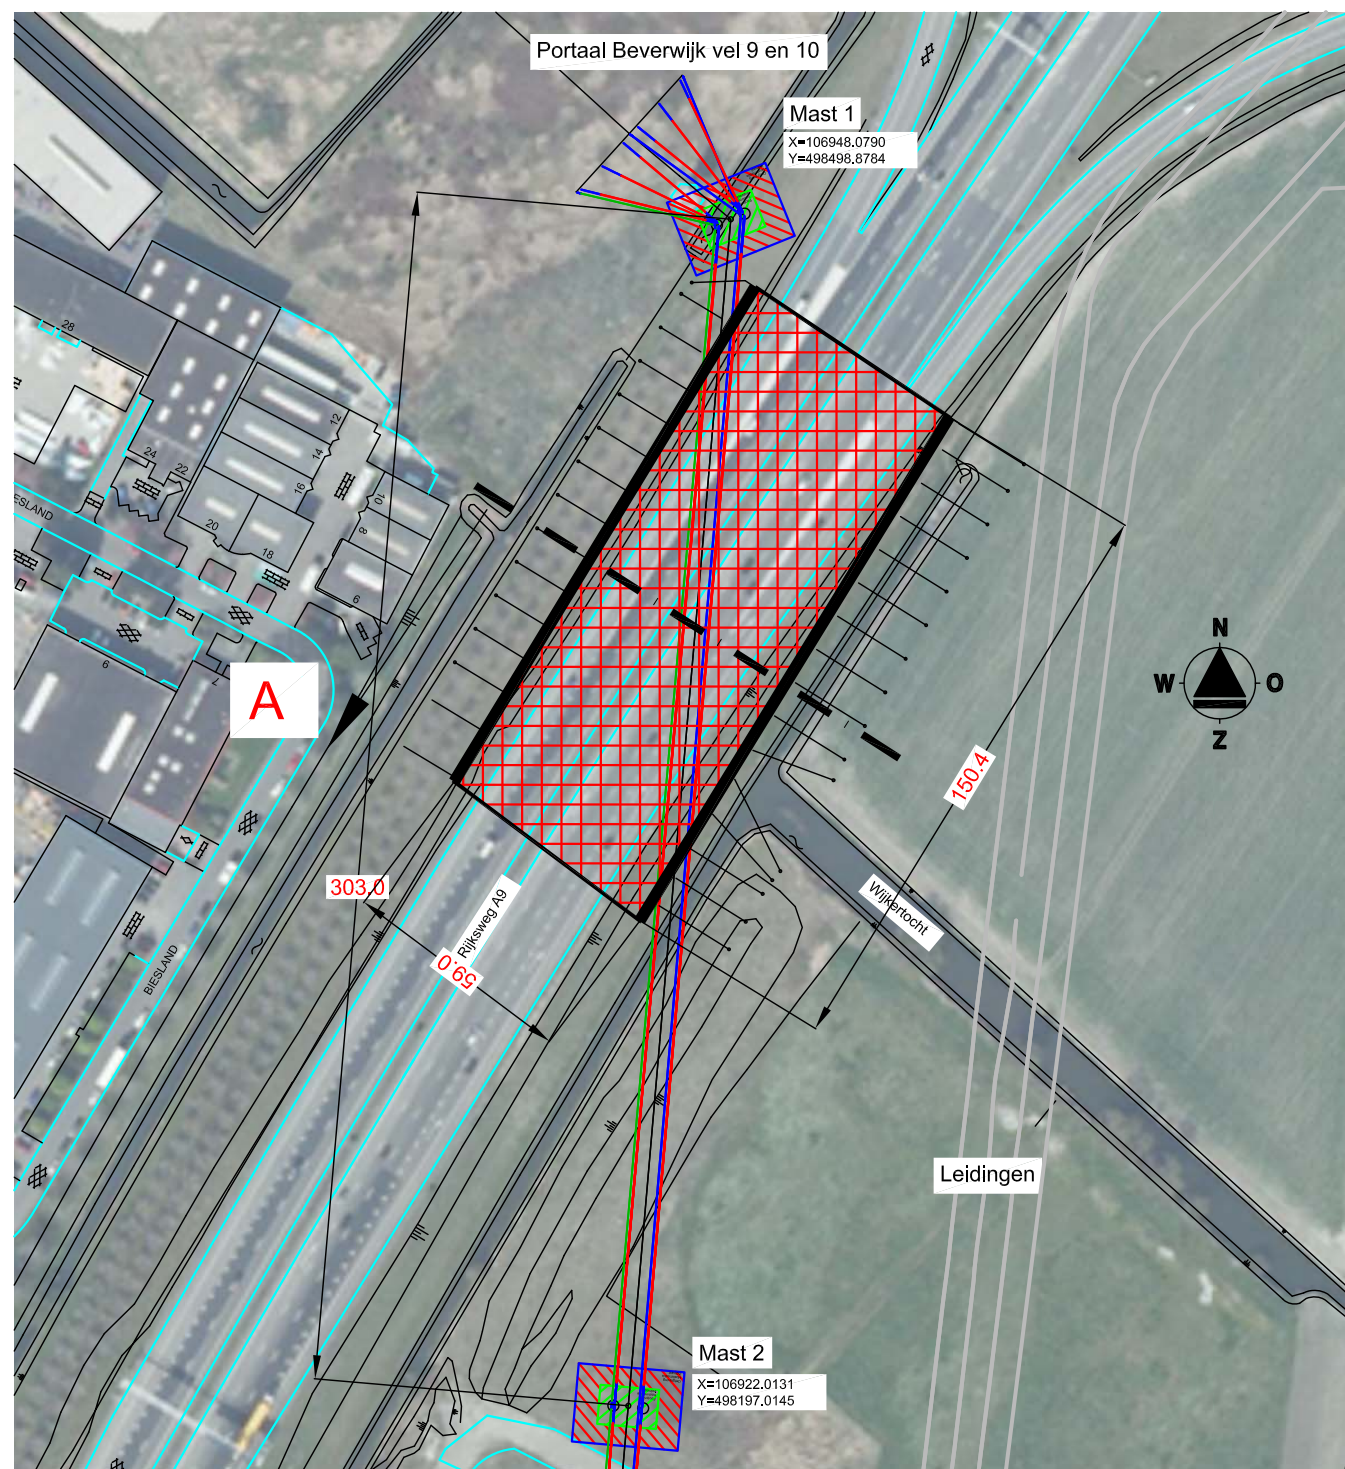 Portaal Beverwijk vel 9 en 10
Mast 1
X=106948.0790
Y=498498.8784
28
12
14
24
22
16
10
BIESLAND
20
8
18
6
6
7
N
W
O
Z
A
150.4
303.0
Rijksweg A9
Wijkertocht
59.0
BIESLAND
Leidingen
Mast 2
X=106922.0131
Y=498197.0145